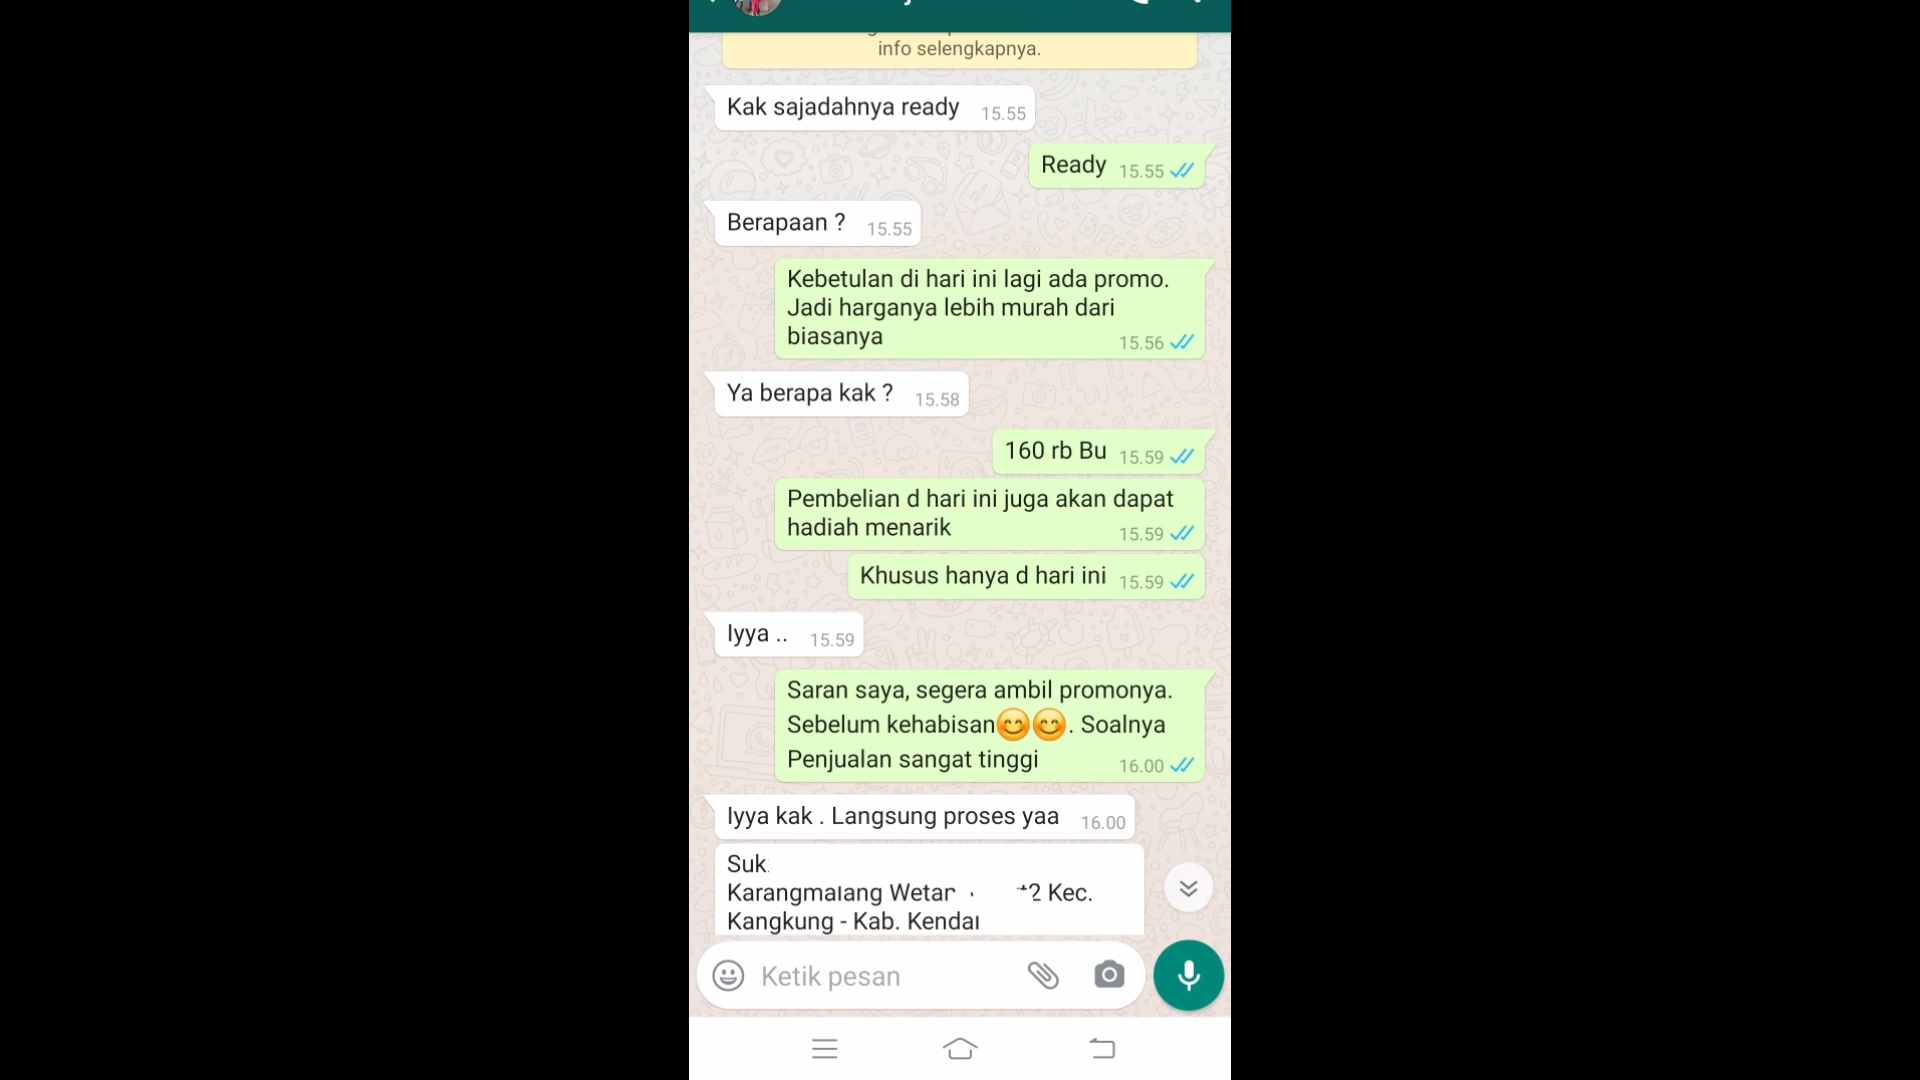 info selengkapnya.
Kak sajadahnya ready 15.55
Ready 15.55
Berapaan ? 15.55
Kebetulan di hari ini lagi ada promo.
Jadi harganya lebih murah dari
biasanya 15.56
Ya berapa kak ? 15.58
160 rb Bu 15.59
Pembelian d hari ini juga akan dapat
hadiah menarik 15.59
Khusus hanya d hari ini 15.59
Iyya .. 15.59
Saran saya, segera ambil promonya.
Sebelum kehabisan😊😊. Soalnya
Penjualan sangat tinggi 16.00
Iyya kak . Langsung proses yaa 16.00
Suk
Karangmalang Wetan 2 Kec.
Kangkung - Kab. Kendal
Ketik pesan